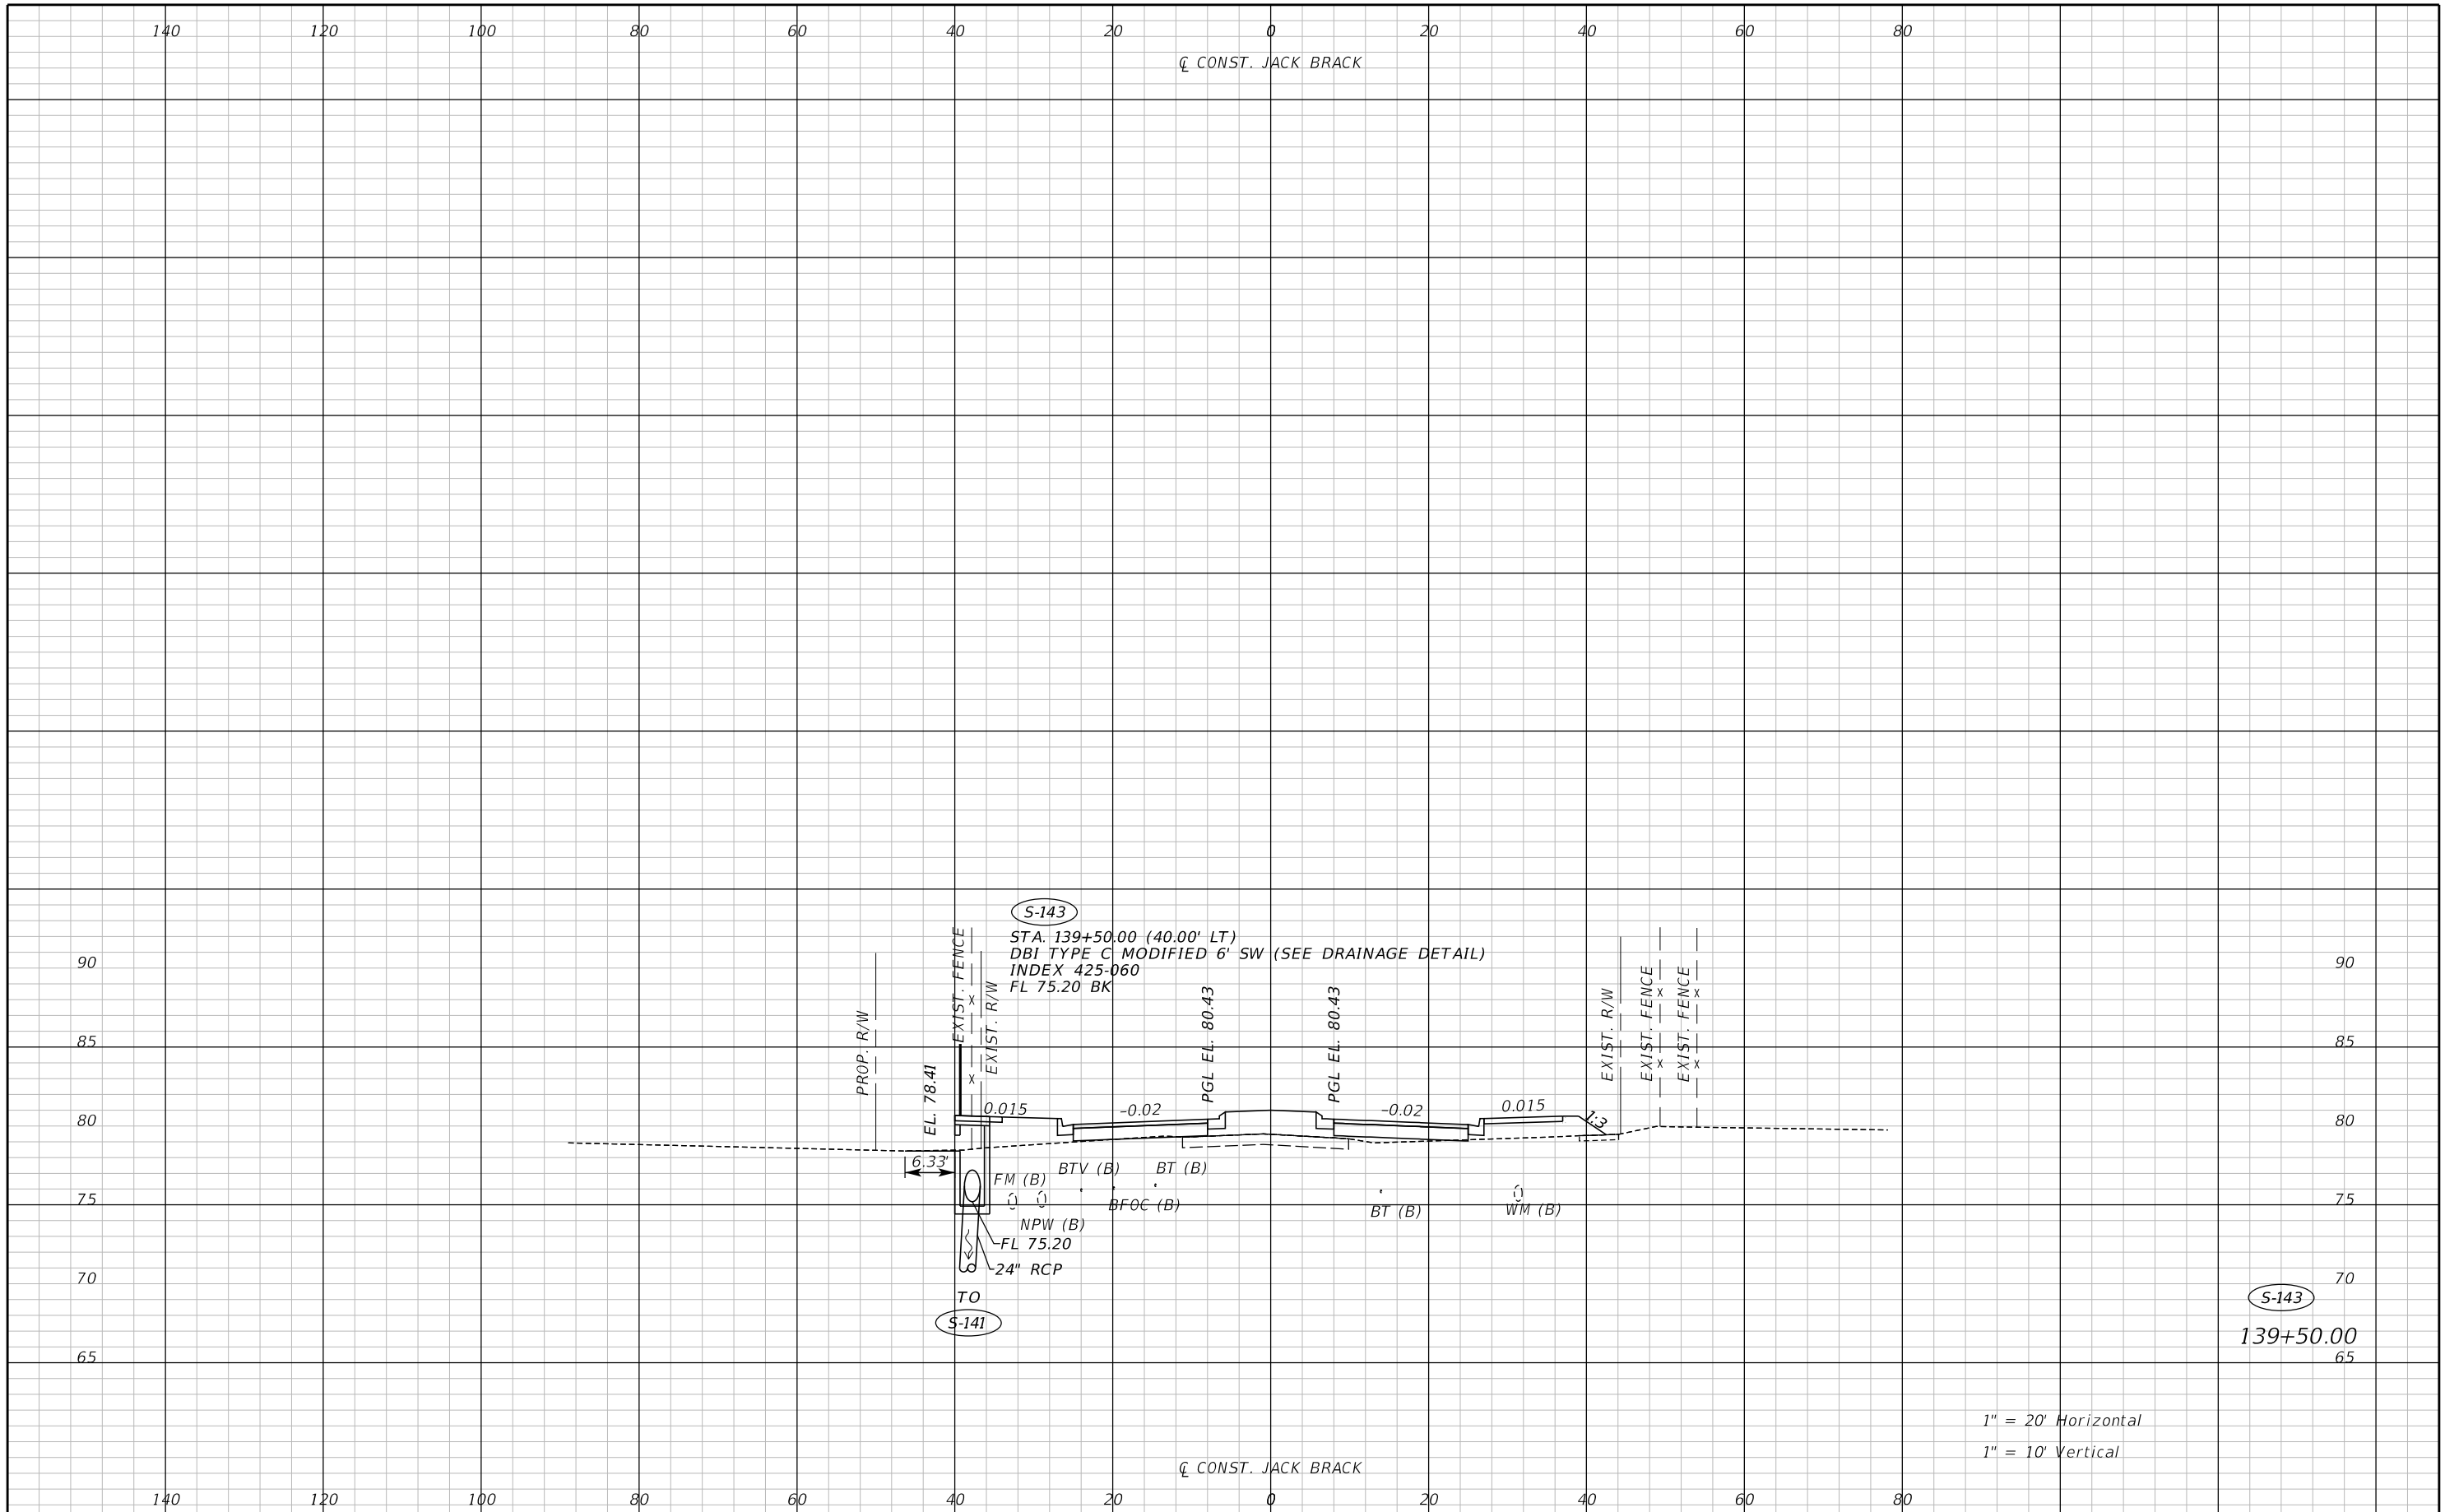 140 120 100 80 60 40 20 0 20 40 60 80
℄ CONST. JACK BRACK
S-143
STA. 139+50.00 (40.00' LT)
DBI TYPE C MODIFIED 6' SW (SEE DRAINAGE DETAIL)
INDEX 425-060
FL 75.20 BK
90
90
85
85
80
80
75
75
70
70
65
65
PROP. R/W
EL. 78.41
EXIST. FENCE
EXIST. R/W
PGL EL. 80.43
PGL EL. 80.43
EXIST. R/W
EXIST. FENCE
EXIST. FENCE
0.015
-0.02
-0.02
0.015
1:3
6.33'
FM (B)
BTV (B)
BT (B)
BFOC (B)
NPW (B)
BT (B)
WM (B)
FL 75.20
24" RCP
TO
S-141
S-143
139+50.00
1" = 20' Horizontal
1" = 10' Vertical
℄ CONST. JACK BRACK
140 120 100 80 60 40 20 0 20 40 60 80